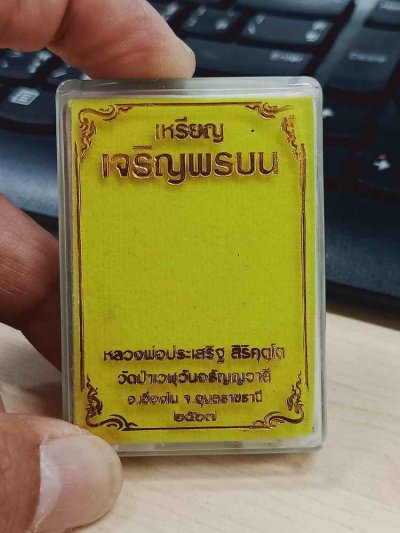 เหรียญ
เจริญพรบน
หลวงพ่อประเสริฐ สิริคุตฺโต
วัดป่าเวฬุวันอรัญญวาสี
อ.เขื่องใน จ.อุบลราชธานี
๒๕๖๗